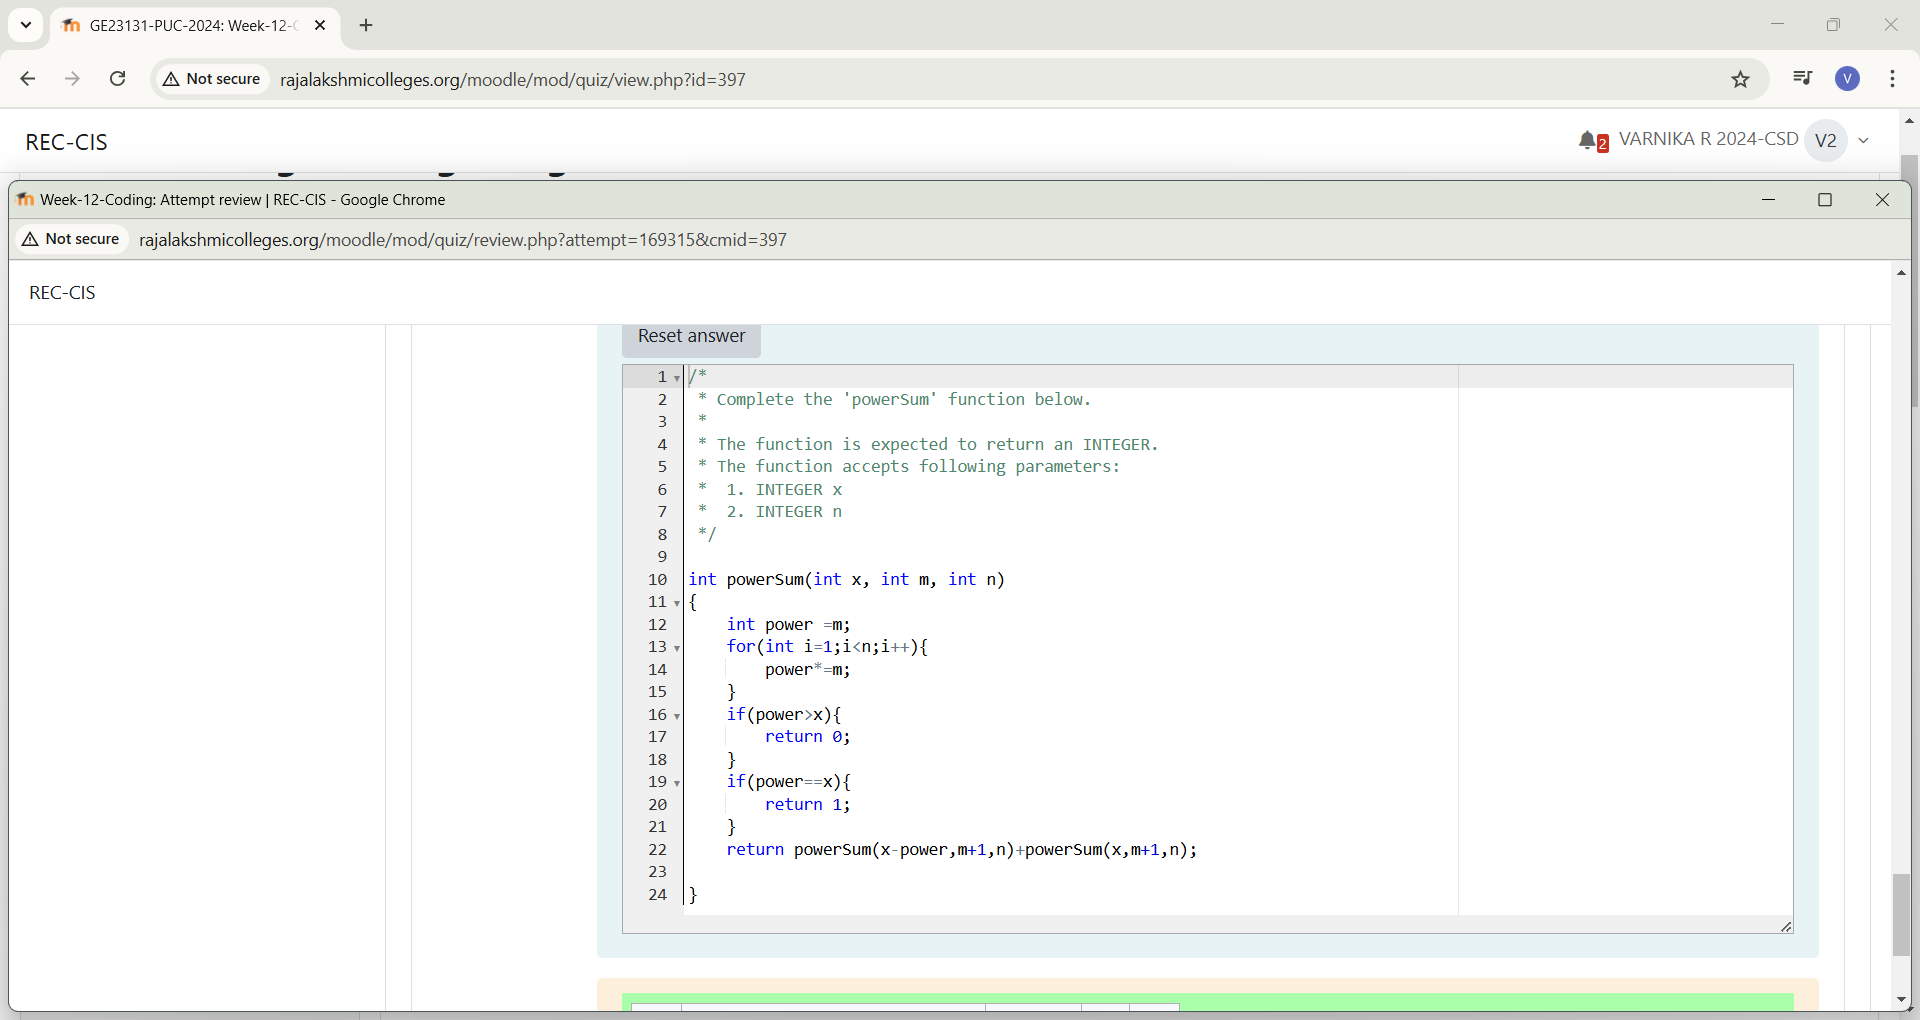 GE23131-PUC-2024: Week-12-C
Not secure
rajalakshmicolleges.org/moodle/mod/quiz/view.php?id=397
V
REC-CIS
2
VARNIKA R 2024-CSD
V2
Week-12-Coding: Attempt review | REC-CIS - Google Chrome
Not secure
rajalakshmicolleges.org/moodle/mod/quiz/review.php?attempt=169315&cmid=397
REC-CIS
Reset answer
1 /*
2  * Complete the 'powerSum' function below.
3  *
4  * The function is expected to return an INTEGER.
5  * The function accepts following parameters:
6  *  1. INTEGER x
7  *  2. INTEGER n
8  */
9
10 int powerSum(int x, int m, int n)
11 {
12     int power =m;
13     for(int i=1;i<n;i++){
14         power*=m;
15     }
16     if(power>x){
17         return 0;
18     }
19     if(power==x){
20         return 1;
21     }
22     return powerSum(x-power,m+1,n)+powerSum(x,m+1,n);
23
24 }